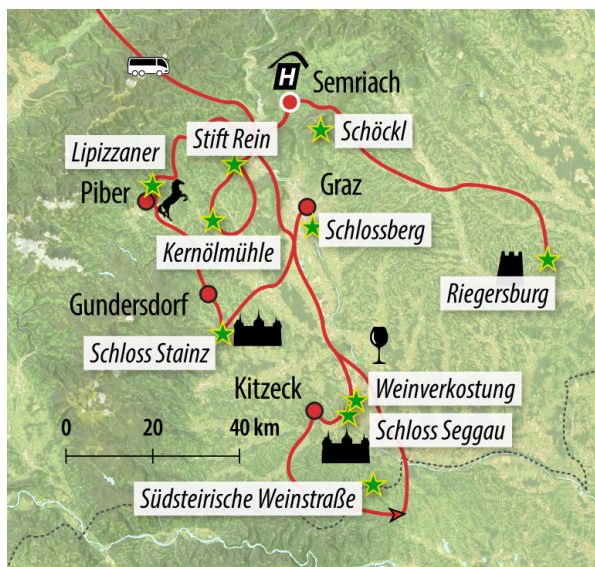 H
Semriach
Schöckl
Stift Rein
Lipizzaner
Piber
Graz
Schlossberg
Kernölmühle
Riegersburg
Gundersdorf
Schloss Stainz
Weinverkostung
Kitzeck
Schloss Seggau
0 20 40 km
Südsteirische Weinstraße